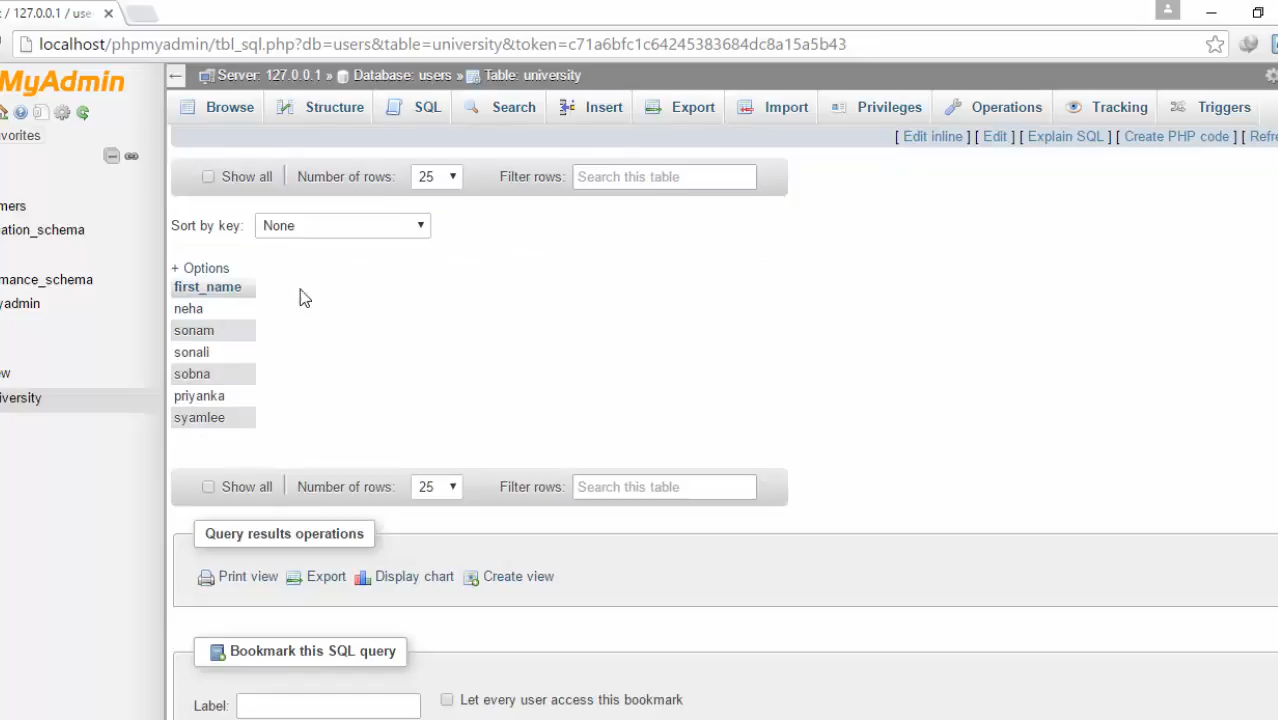 / 127.0.0.1 / use
localhost/phpmyadmin/tbl_sql.php?db=users&table=university&token=c71a6bfc1c64245383684dc8a15a5b43
MyAdmin
Server: 127.0.0.1 » Database: users » Table: university
Browse Structure SQL Search Insert Export Import Privileges Operations Tracking Triggers
avorites
[ Edit inline ] [ Edit ] [ Explain SQL ] [ Create PHP code ] [ Refre
Show all Number of rows: 25 Filter rows: Search this table
mers
ation_schema
mance_schema
yadmin
ew
iversity
Sort by key: None
+ Options
first_name
neha
sonam
sonali
sobna
priyanka
syamlee
Show all Number of rows: 25 Filter rows: Search this table
Query results operations
Print view Export Display chart Create view
Bookmark this SQL query
Label: Let every user access this bookmark